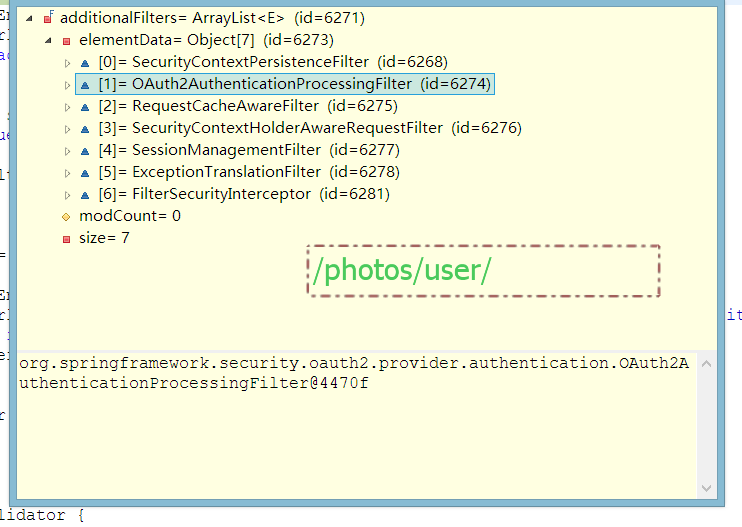 additionalFilters= ArrayList<E> (id=6271)
elementData= Object[7] (id=6273)
[0]= SecurityContextPersistenceFilter (id=6268)
[1]= OAuth2AuthenticationProcessingFilter (id=6274)
[2]= RequestCacheAwareFilter (id=6275)
[3]= SecurityContextHolderAwareRequestFilter (id=6276)
[4]= SessionManagementFilter (id=6277)
[5]= ExceptionTranslationFilter (id=6278)
[6]= FilterSecurityInterceptor (id=6281)
modCount= 0
size= 7
/photos/user/
org.springframework.security.oauth2.provider.authentication.OAuth2A
uthenticationProcessingFilter@4470f
lidator {